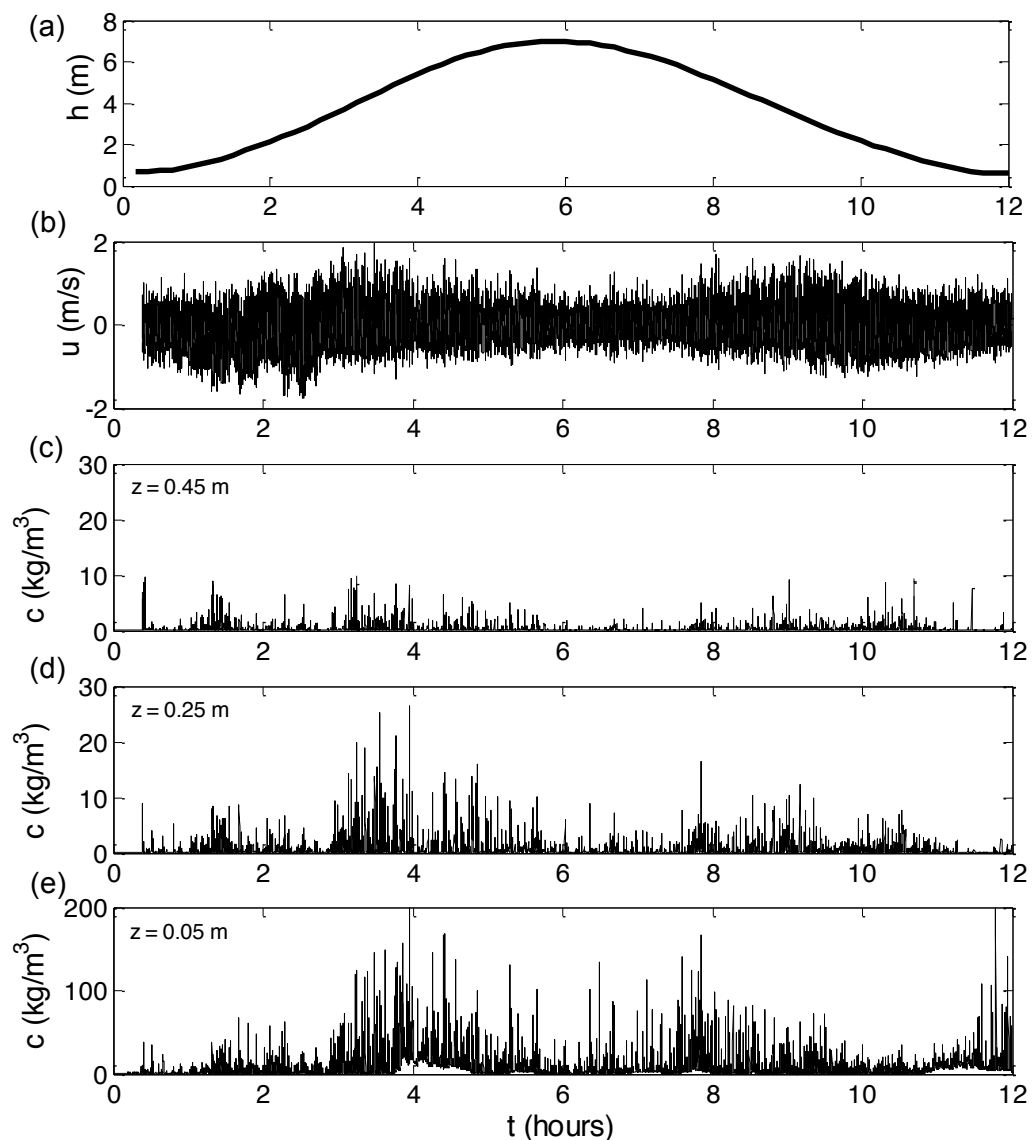 (a)
h (m)
8
6
4
2
0
0 2 4 6 8 10 12
(b)
u (m/s)
2
0
-2
0 2 4 6 8 10 12
(c)
c (kg/m³)
z = 0.45 m
30
20
10
0
0 2 4 6 8 10 12
(d)
c (kg/m³)
z = 0.25 m
30
20
10
0
0 2 4 6 8 10 12
(e)
c (kg/m³)
z = 0.05 m
200
100
0
0 2 4 6 8 10 12
t (hours)